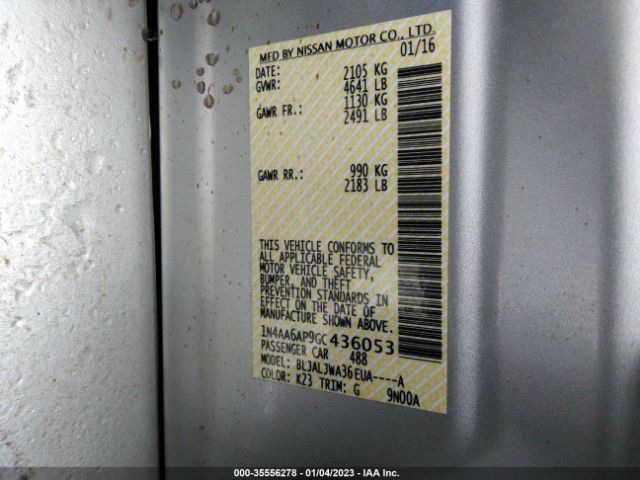 MFD BY NISSAN MOTOR CO., LTD.
01/16
DATE: 2105 KG
GVWR: 4641 LB
1130 KG
GAWR FR.: 2491 LB
GAWR RR.: 990 KG
2183 LB
THIS VEHICLE CONFORMS TO
ALL APPLICABLE FEDERAL
MOTOR VEHICLE SAFETY,
BUMPER, AND THEFT
PREVENTION STANDARDS IN
EFFECT ON THE DATE OF
MANUFACTURE SHOWN ABOVE.
1N4AA6AP9GC436053
PASSENGER CAR 488
MODEL: BLJALJWA36EUA----A
COLOR: K23 TRIM: G 9N00A
000-35556278 - 01/04/2023 - IAA Inc.